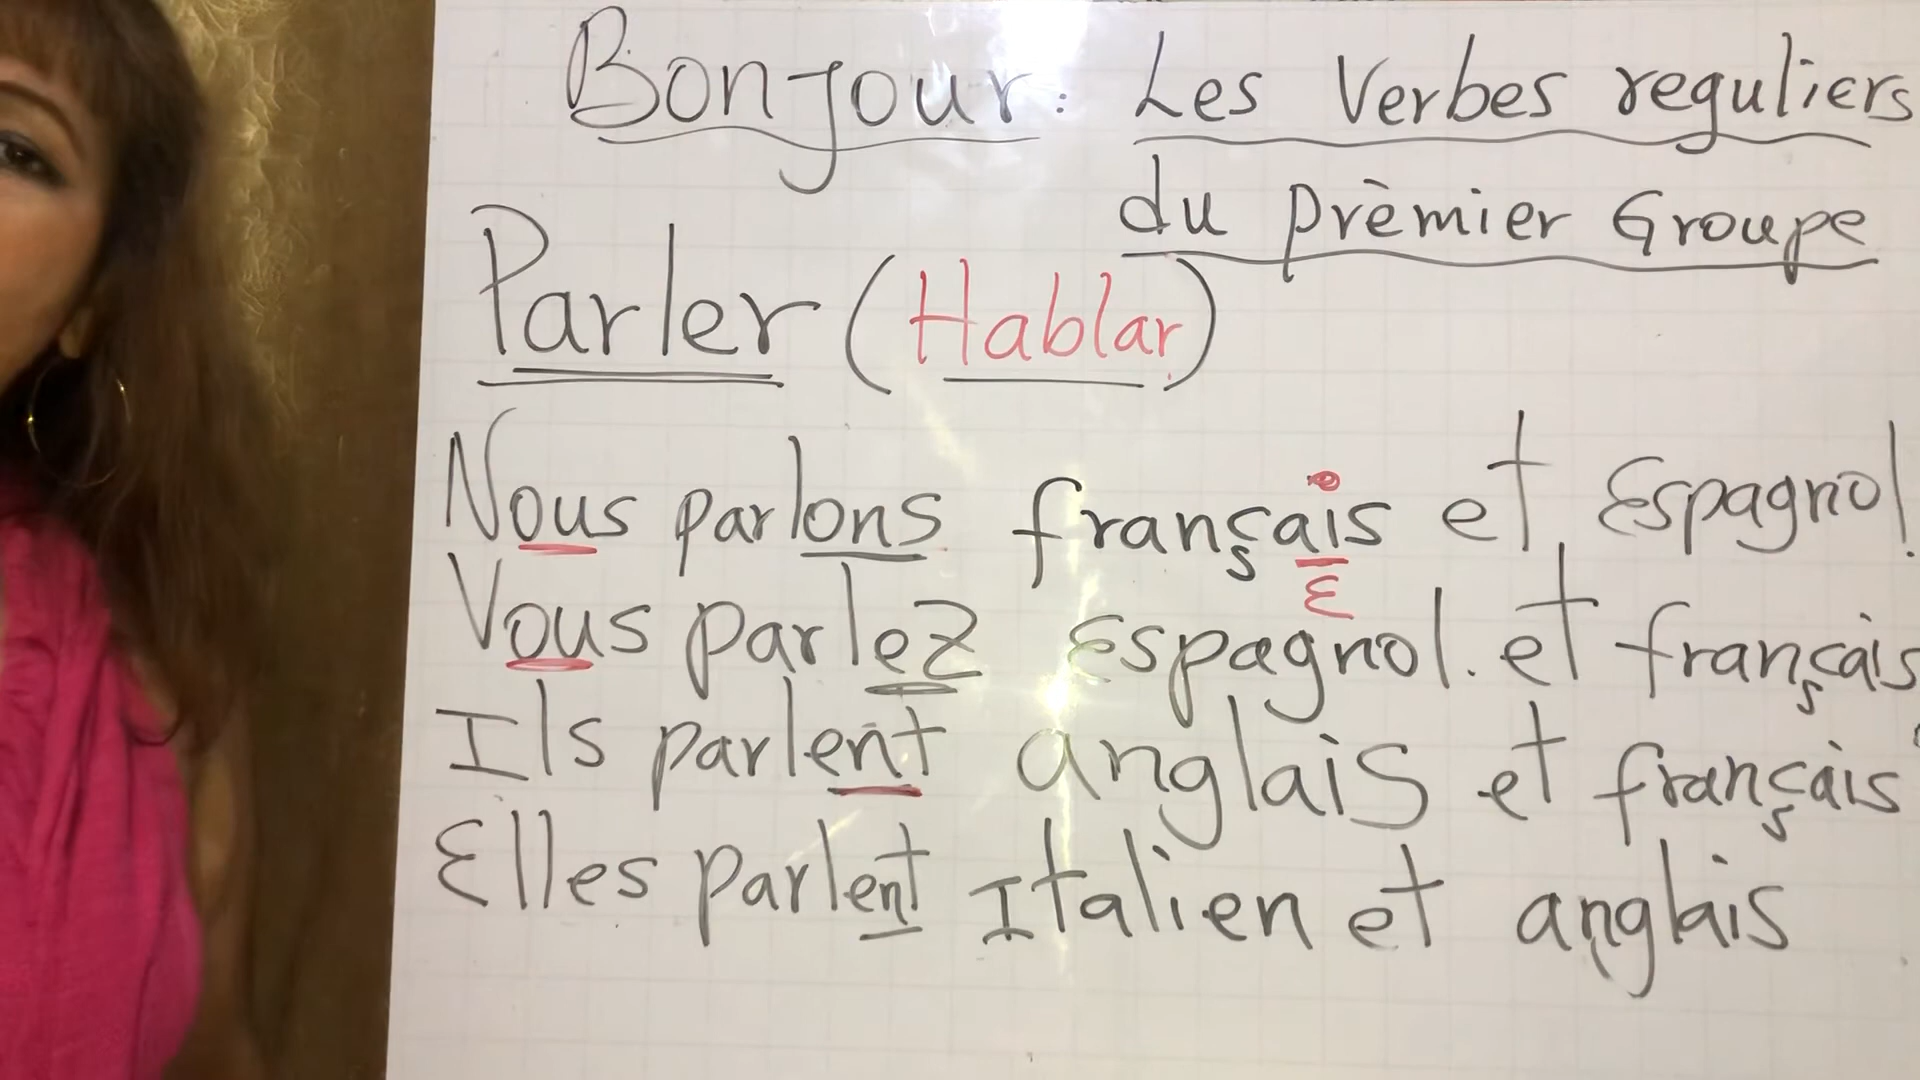 Bonjour: Les Verbes reguliers
du prèmier Groupe
Parler (Hablar)
Nous parlons français et Espagnol.
ε
Vous parlez Espagnol. et français
Ils parlent anglais et français
Elles parlent Italien et anglais